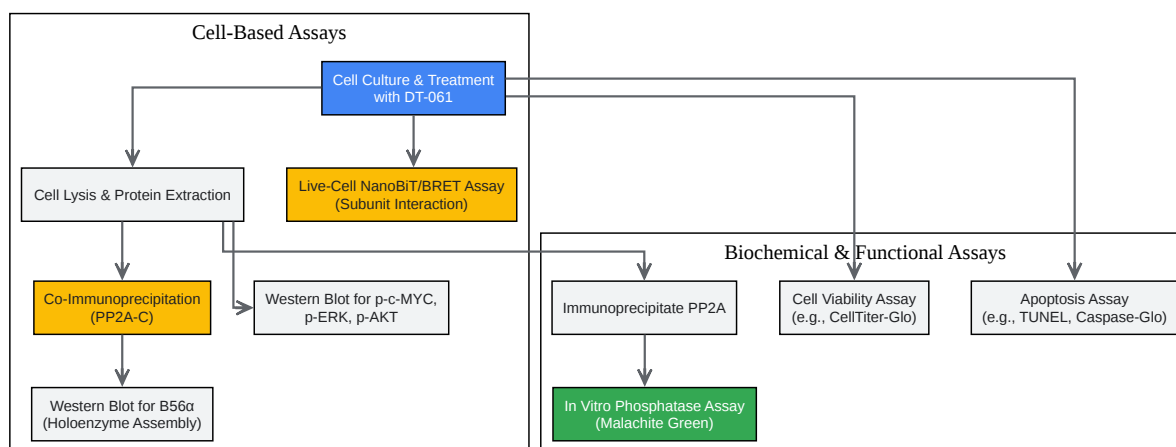 Cell-Based Assays
Cell Culture & Treatment
with DT-061
Cell Lysis & Protein Extraction
Live-Cell NanoBiT/BRET Assay
(Subunit Interaction)
Biochemical & Functional Assays
Co-Immunoprecipitation
(PP2A-C)
Western Blot for p-c-MYC,
p-ERK, p-AKT
Immunoprecipitate PP2A
Cell Viability Assay
(e.g., CellTiter-Glo)
Apoptosis Assay
(e.g., TUNEL, Caspase-Glo)
Western Blot for B56α
(Holoenzyme Assembly)
In Vitro Phosphatase Assay
(Malachite Green)